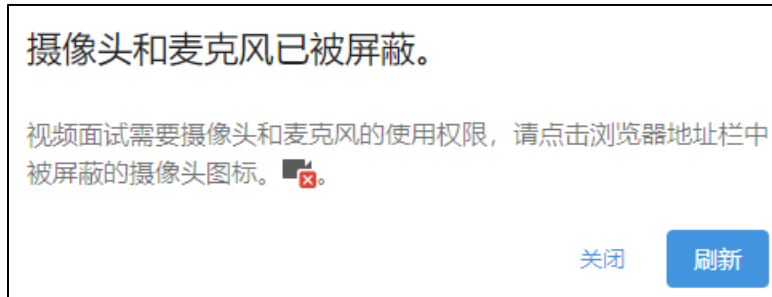 摄像头和麦克风已被屏蔽。
视频面试需要摄像头和麦克风的使用权限，请点击浏览器地址栏中
被屏蔽的摄像头图标。。
关闭
刷新